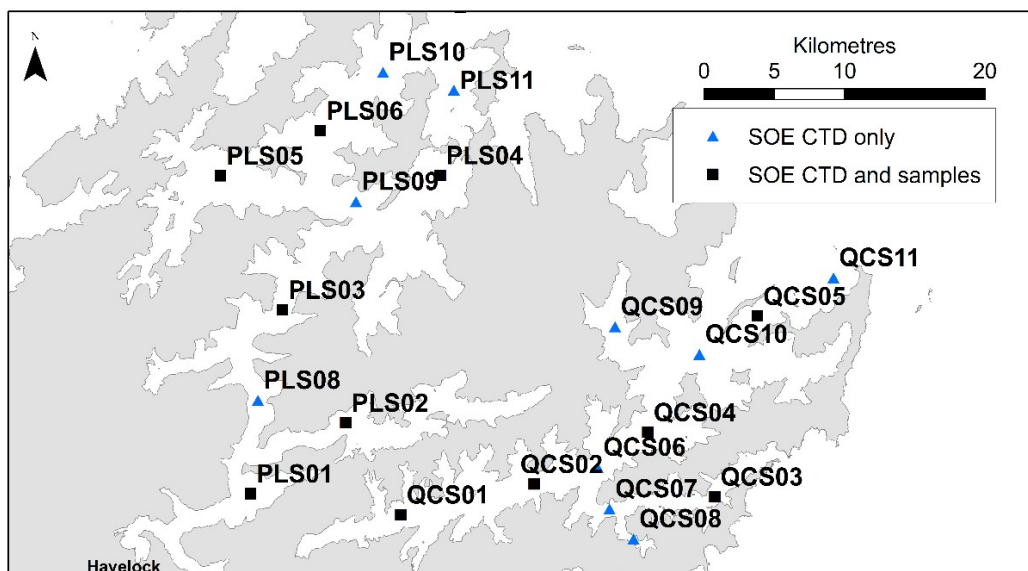 N
Kilometres
0 10 20
SOE CTD only
SOE CTD and samples
PLS10
PLS11
PLS06
PLS05
PLS04
PLS09
QCS11
PLS03
QCS05
QCS09
QCS10
PLS08
PLS02
QCS04
QCS06
QCS02
PLS01
QCS03
QCS01
QCS07
QCS08
Havelock